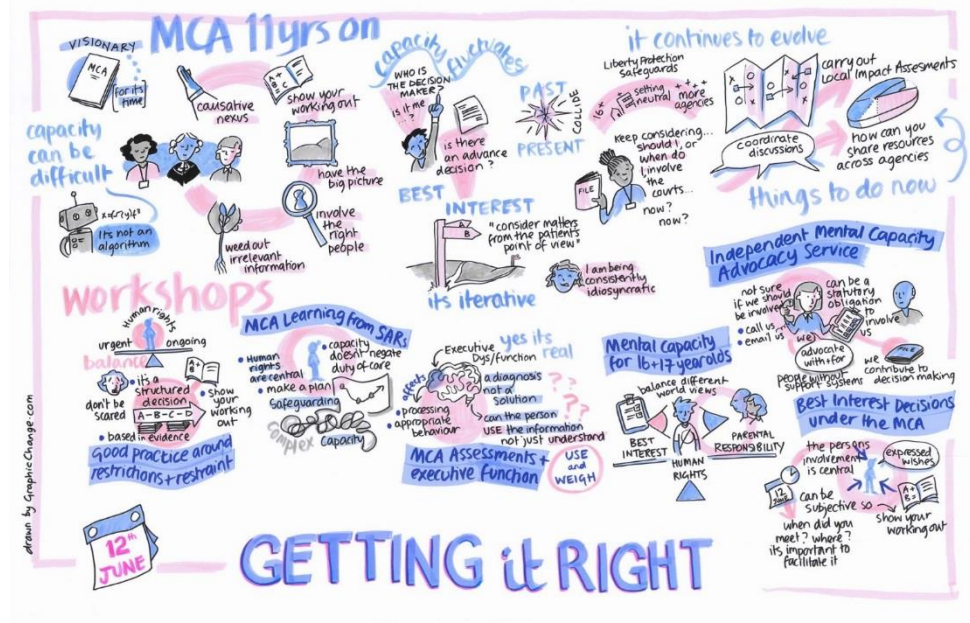 MCA 11yrs on
VISIONARY
MCA
for its
time
causative
nexus
A+
B=
show your
working out
capacity
can be
difficult
Its not an
algorithm
have the
big picture
involve
the
right
people
weed out
irrelevant
information
capacity fluctuates
WHO IS
THE DECISION
MAKER?
is it me
?
is there
an advance
decision?
PAST
COLLIDE
PRESENT
BEST
INTEREST
A
B
"consider matters
from the patients
point of view"
its iterative
I am being
consistently
idiosyncratic
it continues to evolve
Liberty Protection
Safeguards
16+
setting
neutral
more
agencies
keep considering...
should I, or
when do
I involve
the
courts...
now?
now?
FILE
coordinate
discussions
carry out
Local Impact Assesments
how can you
share resources
across agencies
things to do now
workshops
Human rights
urgent
ongoing
balance
don't be
scared
it's a
structured
decision
A-B-C-D
show
your
working
out
based in evidence
Good practice around
restrictions + restraint
MCA Learning from SARs
Human
rights
are central
capacity
doesn't negate
duty of care
make a plan
Safeguarding
complex
Capacity
yes its
real
Executive
Dys/function
affects
processing
appropriate
behaviour
a diagnosis
not a
solution
can the person
USE the information
not just understand
???
MCA Assessments +
executive function
USE
and
WEIGH
Mental Capacity
for 16+17 year olds
balance different
world views
BEST
INTEREST
HUMAN
RIGHTS
PARENTAL
RESPONSIBILITY
Independent Mental Capacity
Advocacy Service
not sure
if we should
be involved?
call us
email us
can be a
statutory
obligation
to
involve
us
we
advocate
with+for
people without
support systems
we
contribute to
decision making
FILE
Best Interest Decisions
under the MCA
the persons
involvement
is central
expressed
wishes
12
JUNE
A+
B=
can be
subjective so
show your
working out
when did you
meet? where?
its important to
facilitate it
12th
JUNE
GETTING it RIGHT
drawn by GraphicChange.com